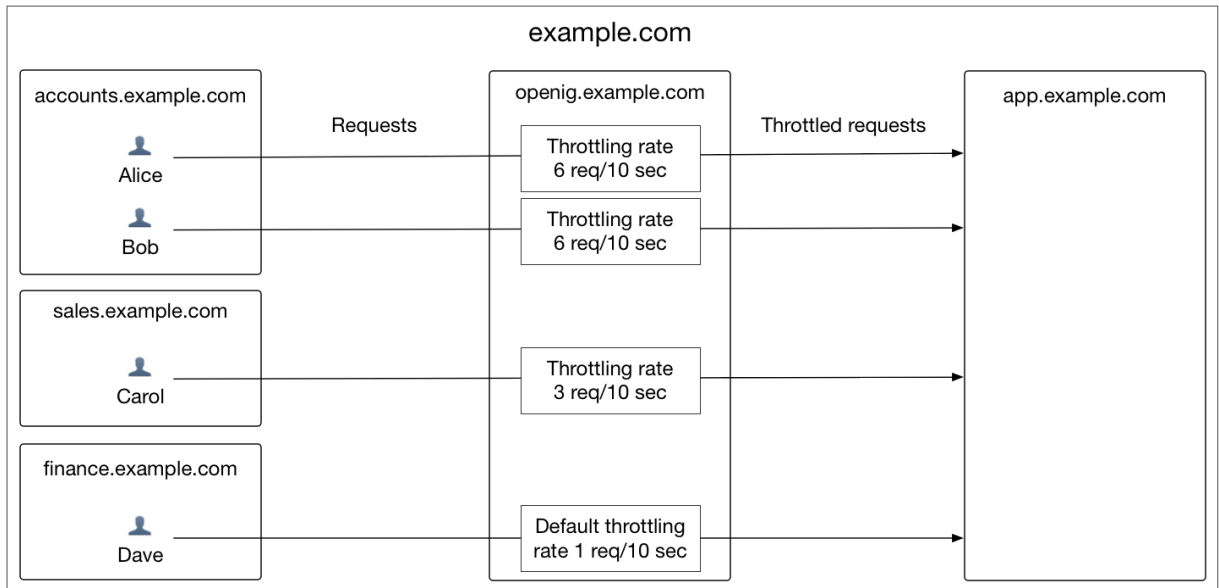 example.com
accounts.example.com
Alice
Bob
sales.example.com
Carol
finance.example.com
Dave
Requests
openig.example.com
Throttling rate
6 req/10 sec
Throttling rate
6 req/10 sec
Throttling rate
3 req/10 sec
Default throttling
rate 1 req/10 sec
Throttled requests
app.example.com